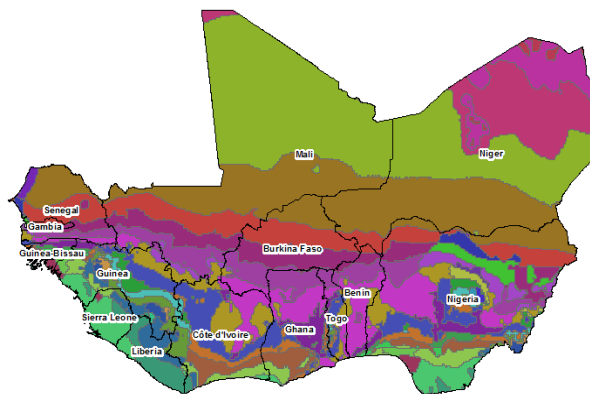 Mali
Niger
Senegal
Gambia
Burkina Faso
Guinea-Bissau
Guinea
Benin
Nigeria
Sierra Leone
Togo
Ghana
Côte d'Ivoire
Liberia